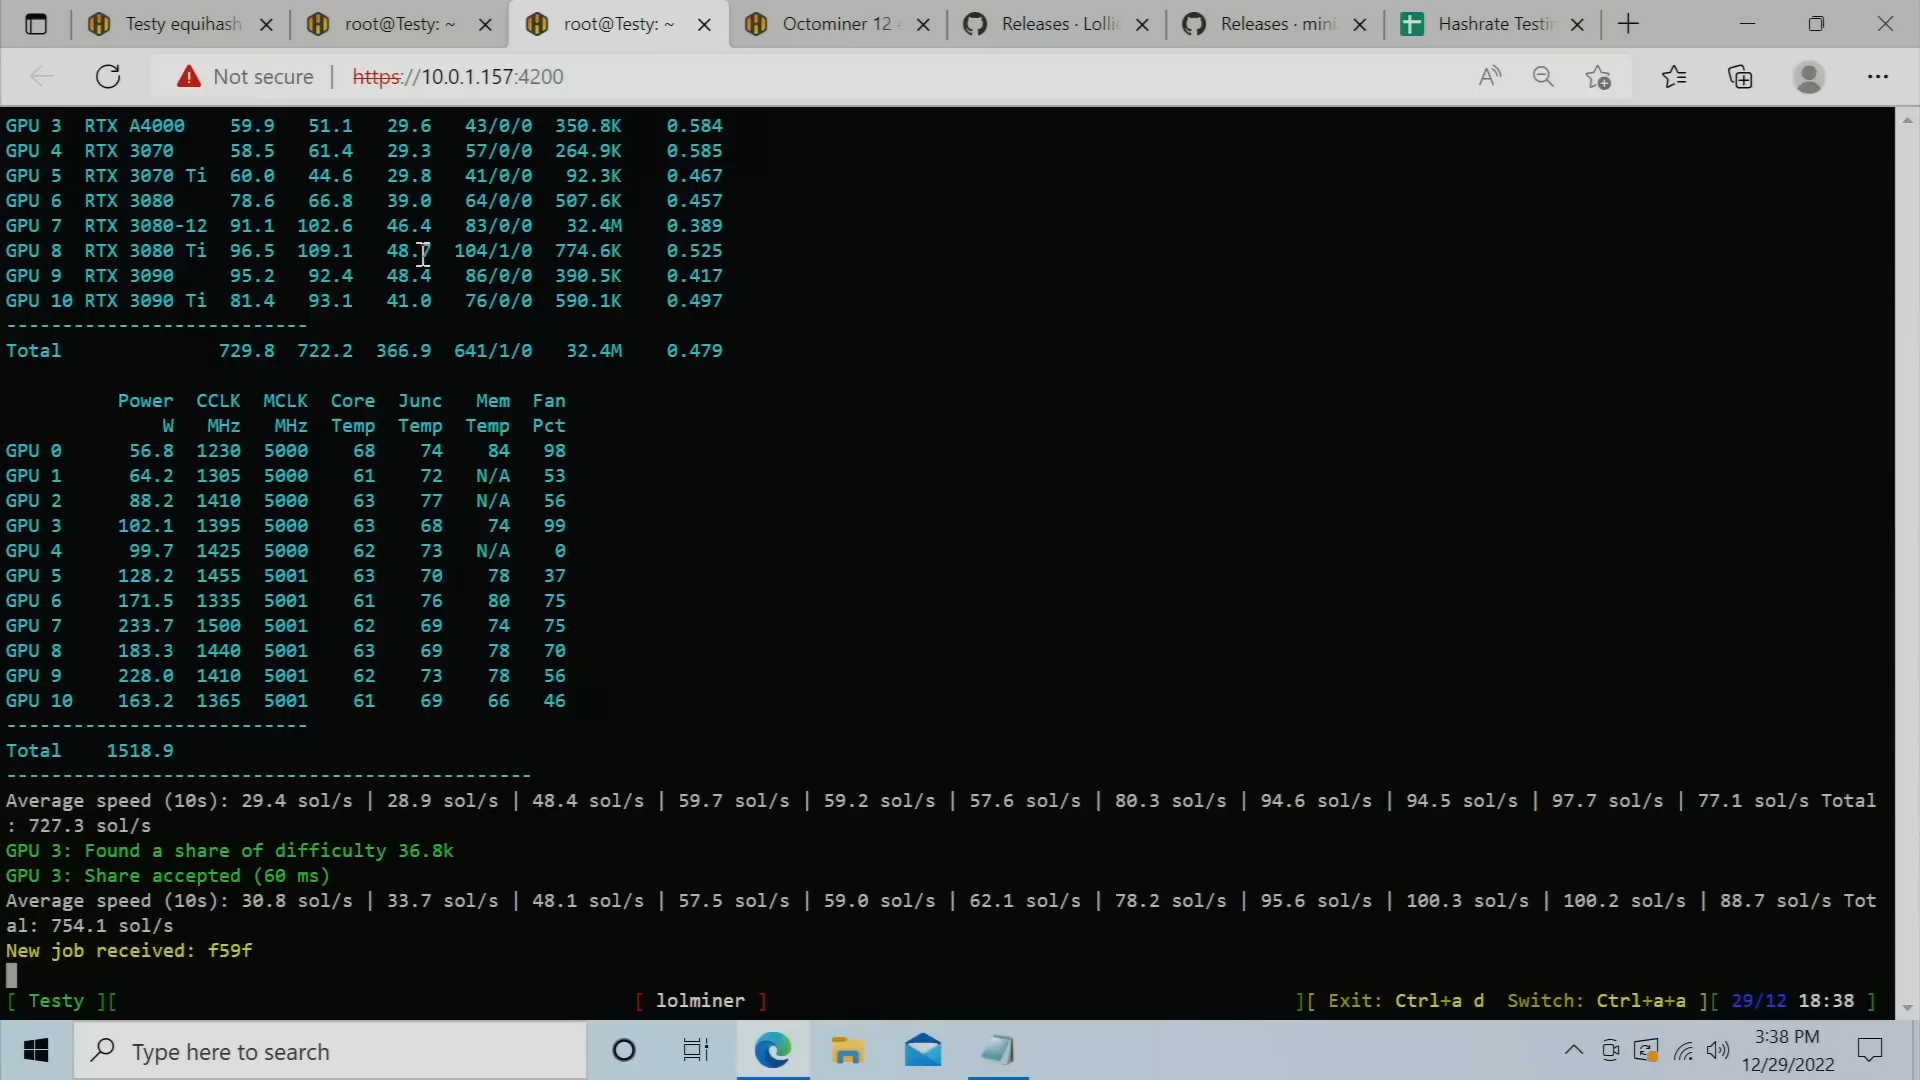 Testy equihash
root@Testy: ~
root@Testy: ~
Octominer 12
Releases · Lollie
Releases · mini
Hashrate Testin
Not secure
https://10.0.1.157:4200
GPU 3 RTX A4000 59.9 51.1 29.6 43/0/0 350.8K 0.584
GPU 4 RTX 3070 58.5 61.4 29.3 57/0/0 264.9K 0.585
GPU 5 RTX 3070 Ti 60.0 44.6 29.8 41/0/0 92.3K 0.467
GPU 6 RTX 3080 78.6 66.8 39.0 64/0/0 507.6K 0.457
GPU 7 RTX 3080-12 91.1 102.6 46.4 83/0/0 32.4M 0.389
GPU 8 RTX 3080 Ti 96.5 109.1 48.7 104/1/0 774.6K 0.525
GPU 9 RTX 3090 95.2 92.4 48.4 86/0/0 390.5K 0.417
GPU 10 RTX 3090 Ti 81.4 93.1 41.0 76/0/0 590.1K 0.497
---------------------------
Total 729.8 722.2 366.9 641/1/0 32.4M 0.479
Power CCLK MCLK Core Junc Mem Fan
W MHz MHz Temp Temp Temp Pct
GPU 0 56.8 1230 5000 68 74 84 98
GPU 1 64.2 1305 5000 61 72 N/A 53
GPU 2 88.2 1410 5000 63 77 N/A 56
GPU 3 102.1 1395 5000 63 68 74 99
GPU 4 99.7 1425 5000 62 73 N/A 0
GPU 5 128.2 1455 5001 63 70 78 37
GPU 6 171.5 1335 5001 61 76 80 75
GPU 7 233.7 1500 5001 62 69 74 75
GPU 8 183.3 1440 5001 63 69 78 70
GPU 9 228.0 1410 5001 62 73 78 56
GPU 10 163.2 1365 5001 61 69 66 46
---------------------------
Total 1518.9
-----------------------------------------------
Average speed (10s): 29.4 sol/s | 28.9 sol/s | 48.4 sol/s | 59.7 sol/s | 59.2 sol/s | 57.6 sol/s | 80.3 sol/s | 94.6 sol/s | 94.5 sol/s | 97.7 sol/s | 77.1 sol/s Total
: 727.3 sol/s
GPU 3: Found a share of difficulty 36.8k
GPU 3: Share accepted (60 ms)
Average speed (10s): 30.8 sol/s | 33.7 sol/s | 48.1 sol/s | 57.5 sol/s | 59.0 sol/s | 62.1 sol/s | 78.2 sol/s | 95.6 sol/s | 100.3 sol/s | 100.2 sol/s | 88.7 sol/s Tot
al: 754.1 sol/s
New job received: f59f
[ Testy ][ [ lolminer ] ][ Exit: Ctrl+a d Switch: Ctrl+a+a ][ 29/12 18:38 ]
Type here to search
3:38 PM
12/29/2022